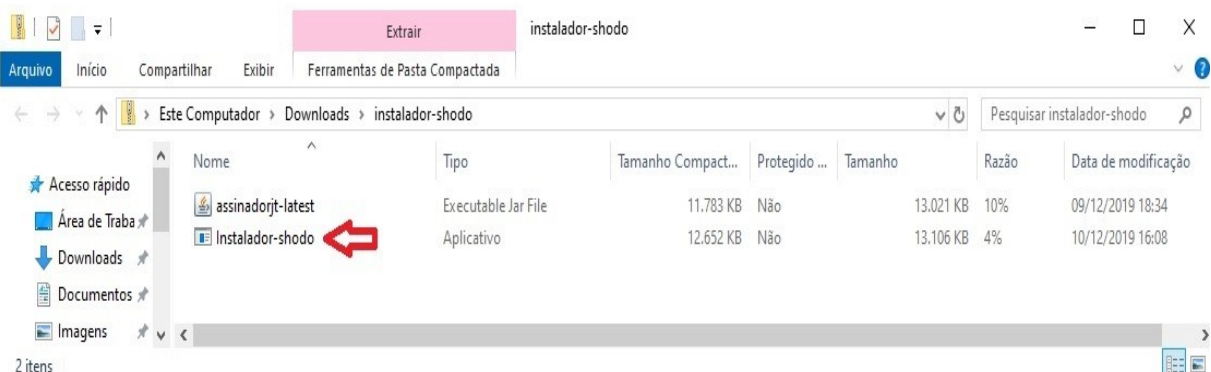 Extrair
instalador-shodo
Arquivo Início Compartilhar Exibir Ferramentas de Pasta Compactada
Este Computador > Downloads > instalador-shodo Pesquisar instalador-shodo
Nome Tipo Tamanho Compact... Protegido ... Tamanho Razão Data de modificação
Acesso rápido
assinadorjt-latest Executable Jar File 11.783 KB Não 13.021 KB 10% 09/12/2019 18:34
Área de Traba
Instalador-shodo Aplicativo 12.652 KB Não 13.106 KB 4% 10/12/2019 16:08
Downloads
Documentos
Imagens
2 itens